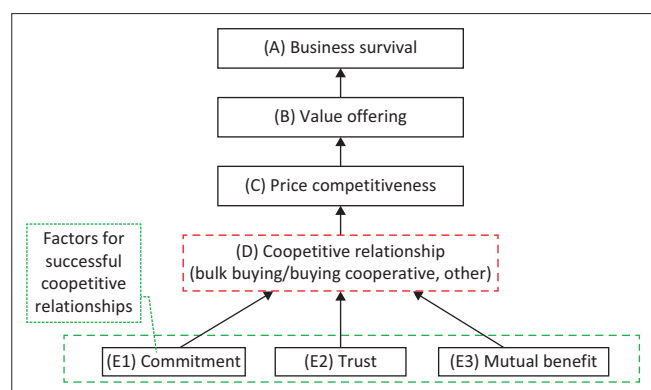 (A) Business survival
(B) Value offering
(C) Price competitiveness
Factors for
successful
coopetitive
relationships
(D) Coopetitive relationship
(bulk buying/buying cooperative, other)
(E1) Commitment
(E2) Trust
(E3) Mutual benefit